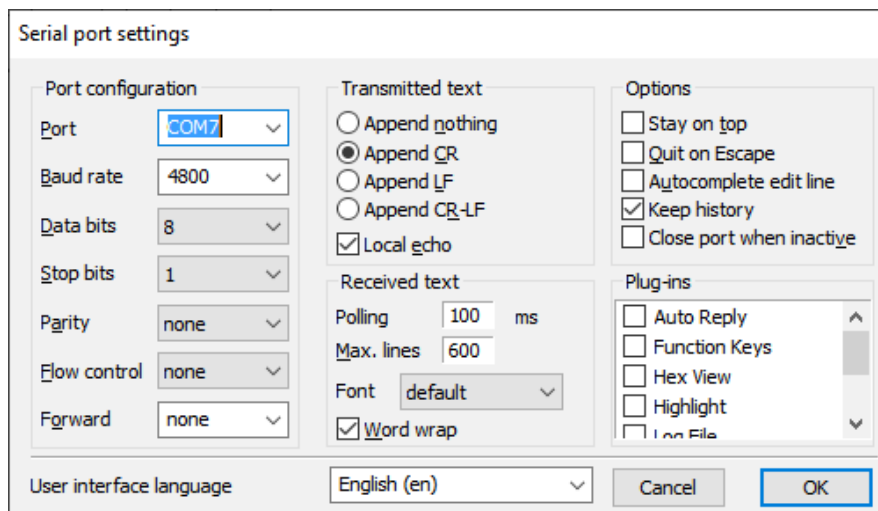 Serial port settings
Port configuration
Port COM7
Baud rate 4800
Data bits 8
Stop bits 1
Parity none
Flow control none
Forward none
Transmitted text
Append nothing
Append CR
Append LF
Append CR-LF
Local echo
Received text
Polling 100 ms
Max. lines 600
Font default
Word wrap
Options
Stay on top
Quit on Escape
Autocomplete edit line
Keep history
Close port when inactive
Plug-ins
Auto Reply
Function Keys
Hex View
Highlight
Log File
User interface language English (en) Cancel OK